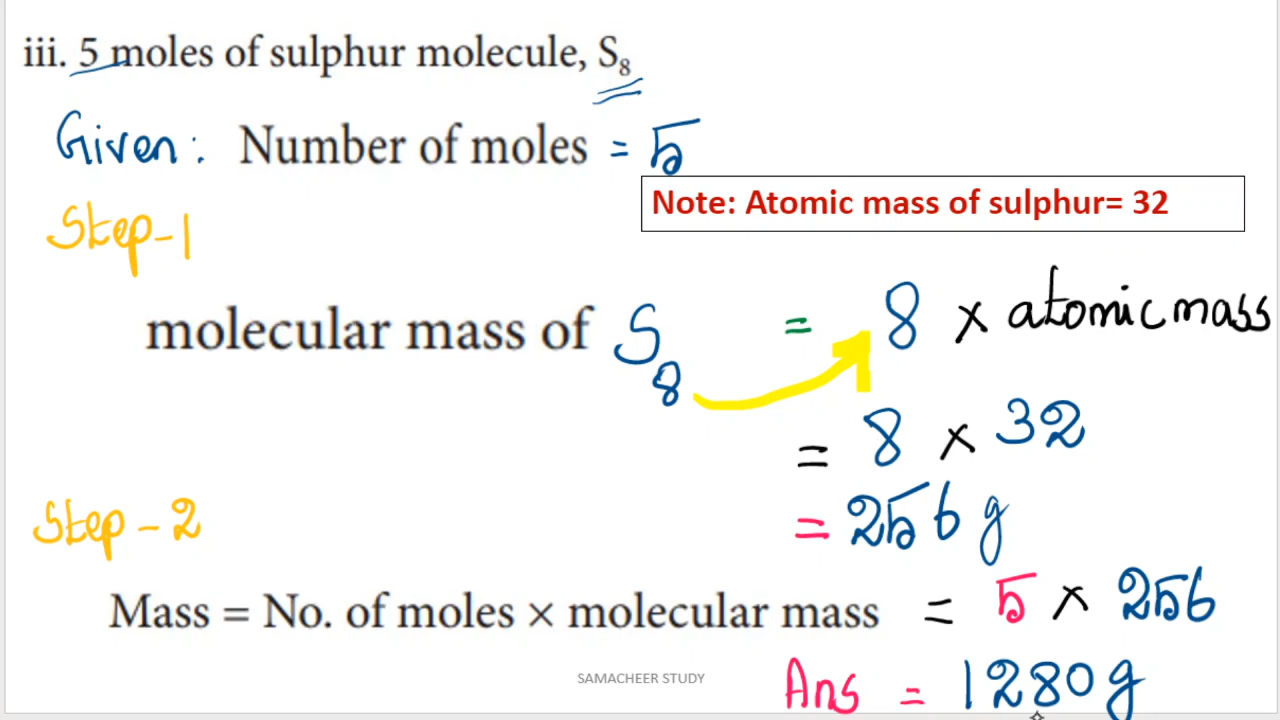 iii. 5 moles of sulphur molecule, S₈
Given: Number of moles = 5
Note: Atomic mass of sulphur= 32
Step-1
molecular mass of S₈ = 8 × atomic mass
= 8 × 32
= 256 g
Step-2
Mass = No. of moles × molecular mass = 5 × 256
SAMACHEER STUDY
Ans = 1280 g